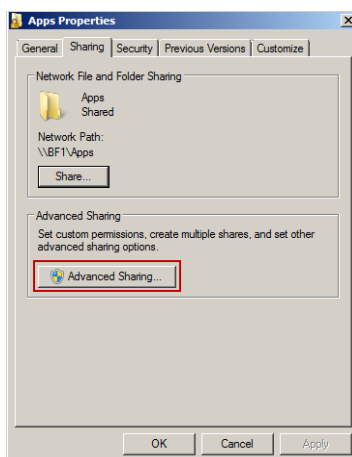 Apps Properties
General Sharing Security Previous Versions Customize
Network File and Folder Sharing
Apps
Shared
Network Path:
\\BF1\Apps
Share...
Advanced Sharing
Set custom permissions, create multiple shares, and set other
advanced sharing options.
Advanced Sharing...
OK Cancel Apply